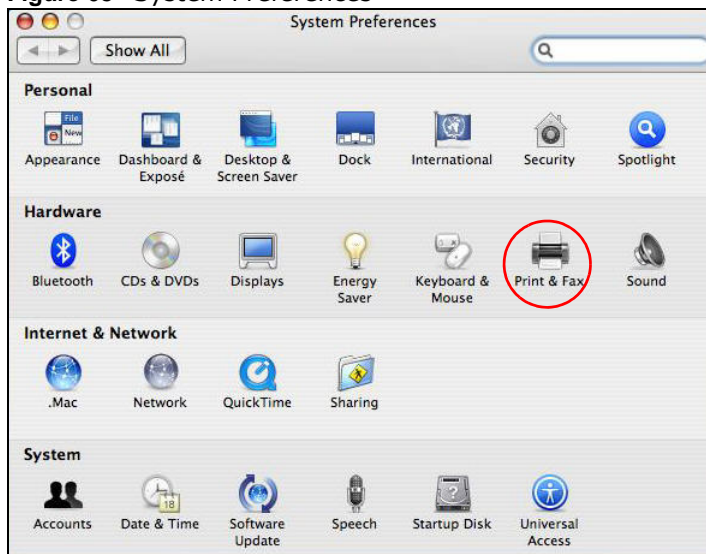 System Preferences
System Preferences
Show All
Personal
File
New
Appearance
Dashboard &
Exposé
Desktop &
Screen Saver
Dock
International
Security
Spotlight
Hardware
Bluetooth
CDs & DVDs
Displays
Energy
Saver
Keyboard &
Mouse
Print & Fax
Sound
Internet & Network
.Mac
Network
QuickTime
Sharing
System
18
?
Accounts
Date & Time
Software
Update
Speech
Startup Disk
Universal
Access